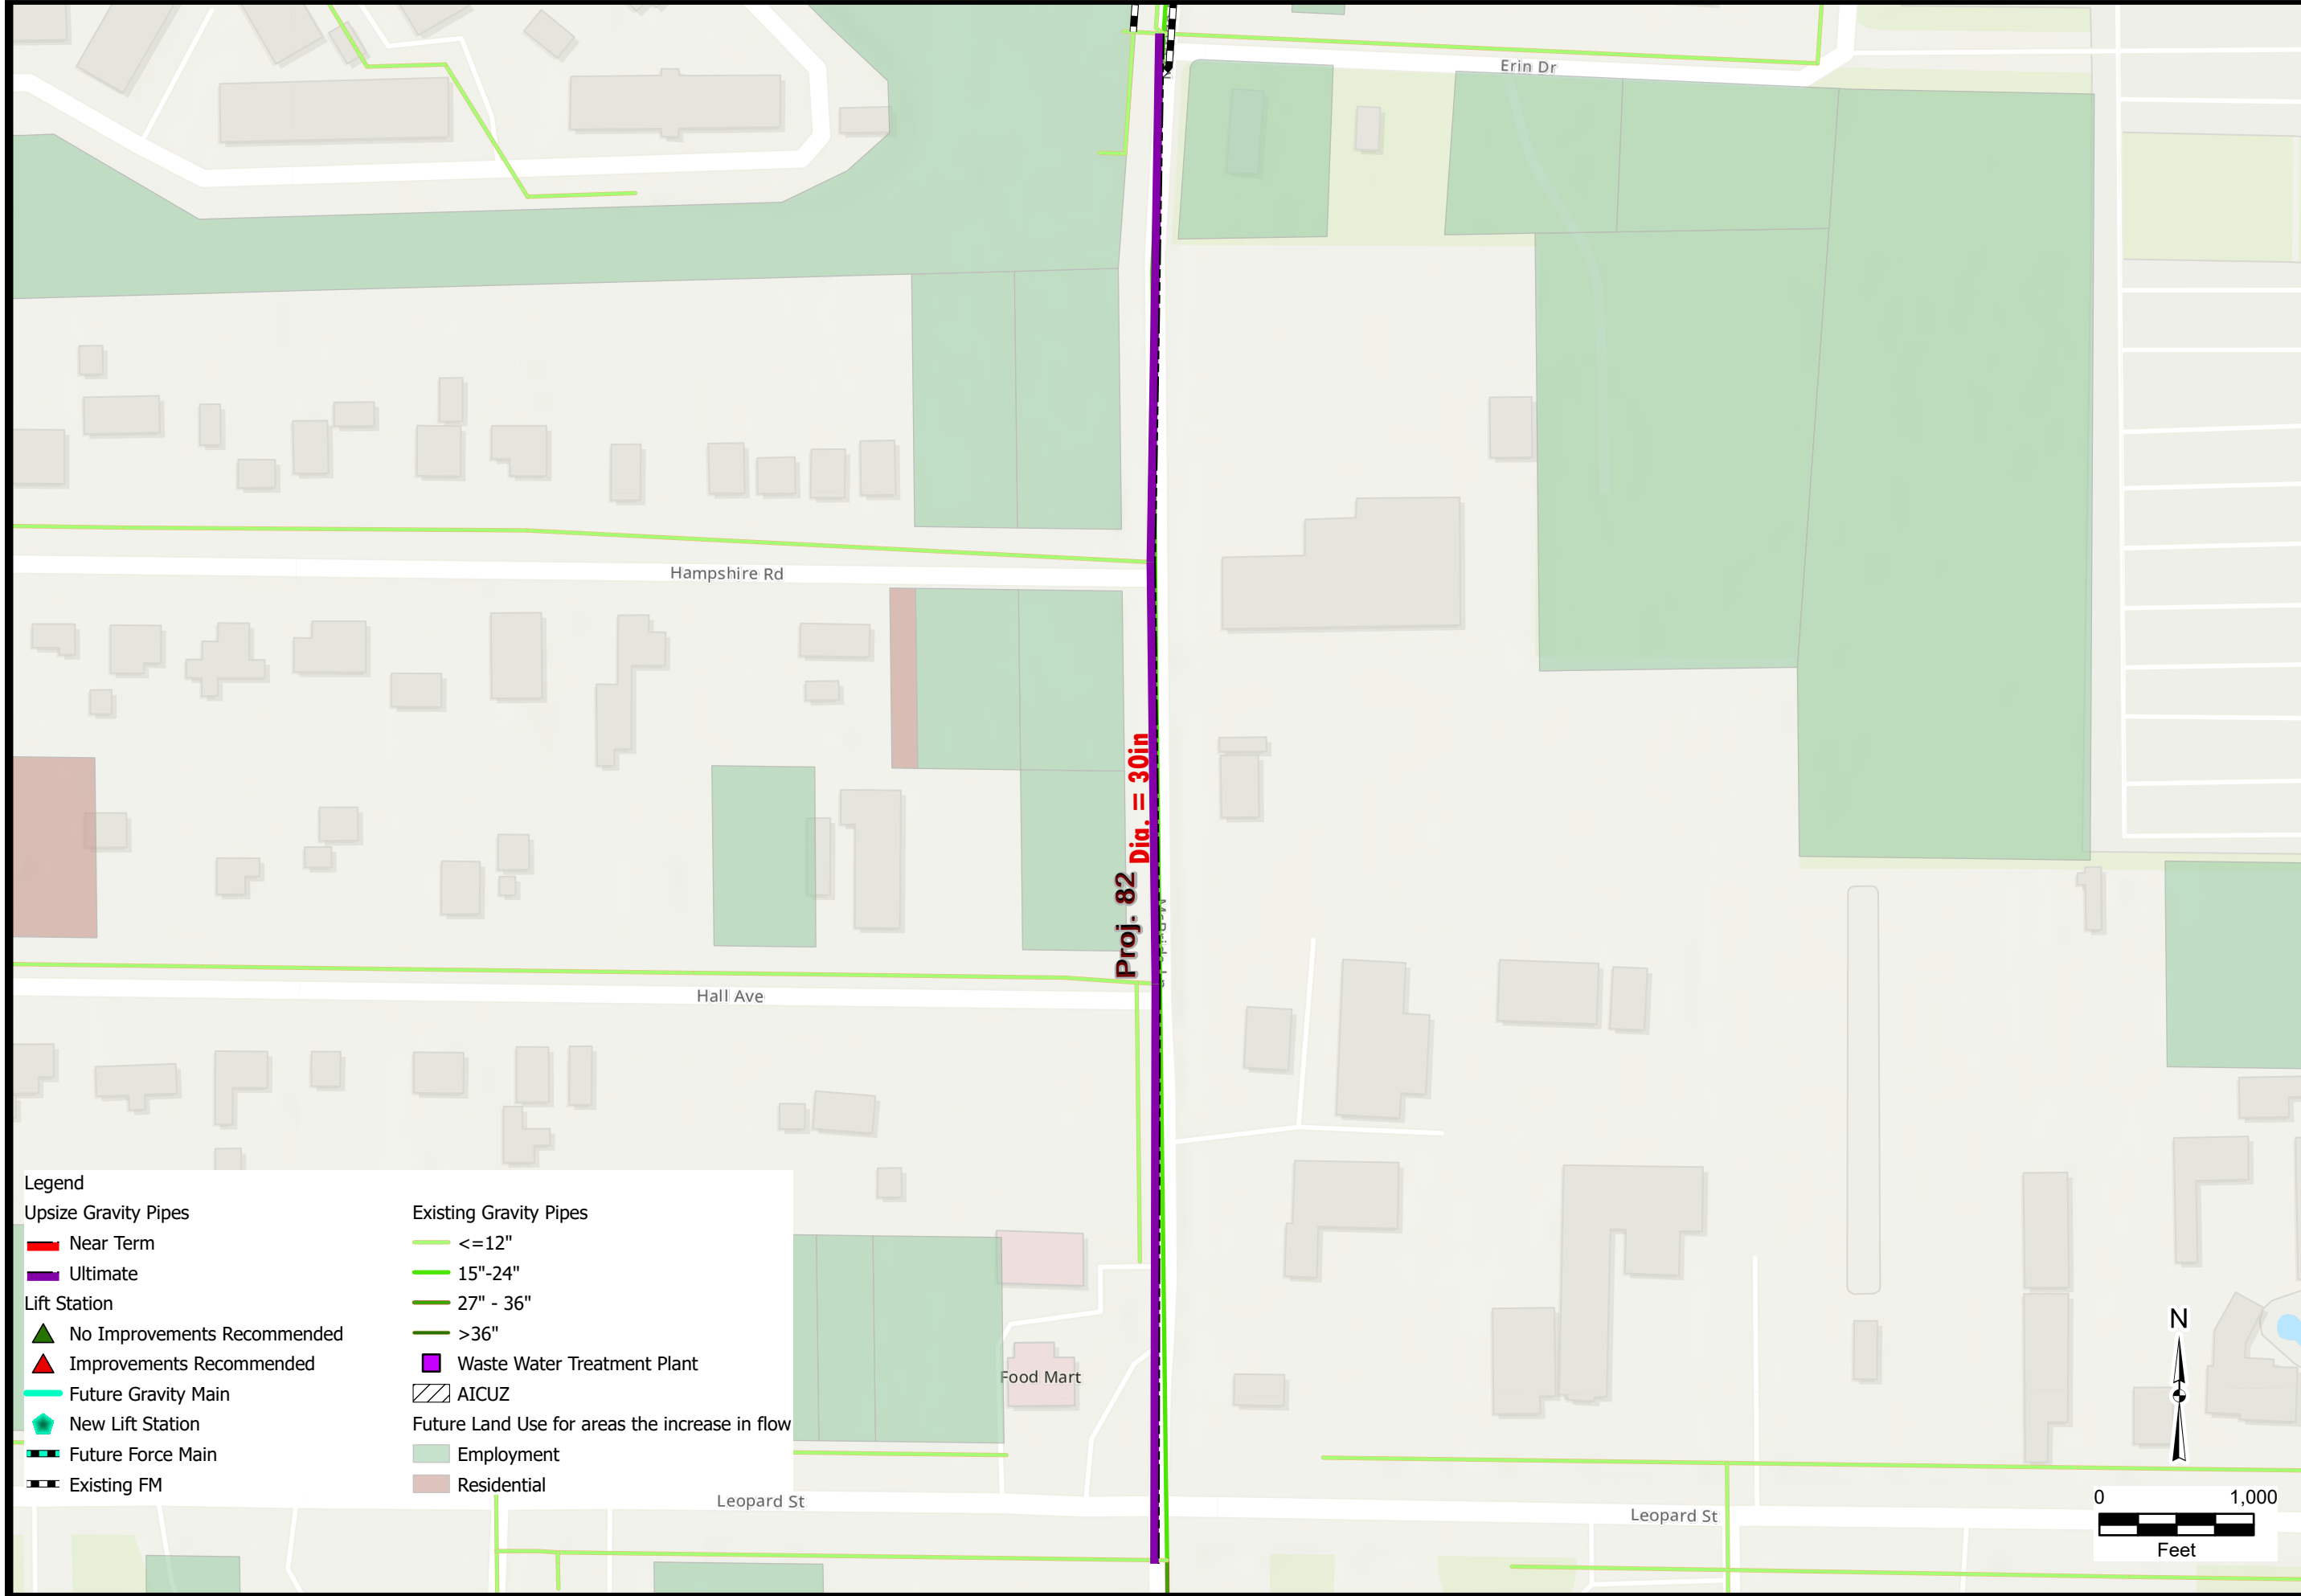 Erin Dr
Hampshire Rd
Proj. 82 Dia. = 30in
McBride Ln
Hall Ave
Food Mart
Leopard St
Leopard St
Legend
Upsize Gravity Pipes
Near Term
Ultimate
Lift Station
No Improvements Recommended
Improvements Recommended
Future Gravity Main
New Lift Station
Future Force Main
Existing FM
Existing Gravity Pipes
<=12"
15"-24"
27" - 36"
>36"
Waste Water Treatment Plant
AICUZ
Future Land Use for areas the increase in flow
Employment
Residential
N
0 1,000
Feet